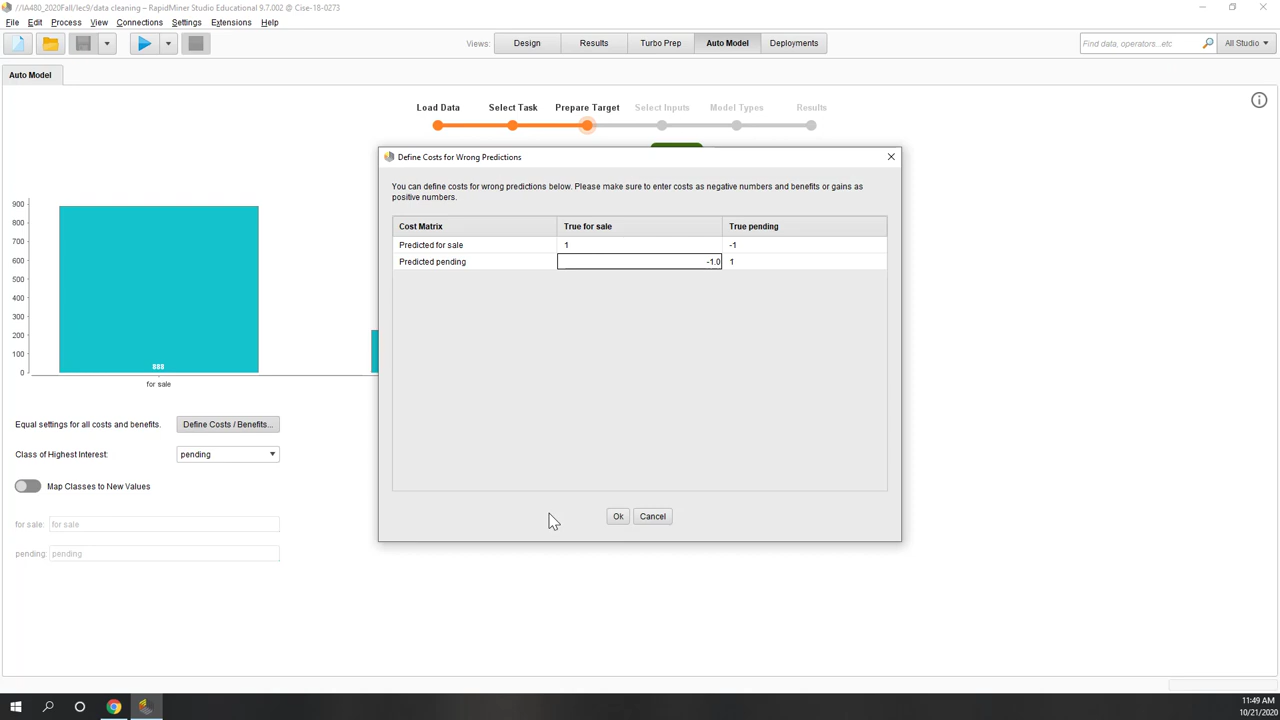 //IA480_2020Fall/lec9/data cleaning – RapidMiner Studio Educational 9.7.002 @ Cise-18-0273
File Edit Process View Connections Settings Extensions Help
Views: Design Results Turbo Prep Auto Model Deployments Find data, operators...etc All Studio
Auto Model
Load Data Select Task Prepare Target Select Inputs Model Types Results
Define Costs for Wrong Predictions
You can define costs for wrong predictions below. Please make sure to enter costs as negative numbers and benefits or gains as
positive numbers.
Cost Matrix True for sale True pending
Predicted for sale 1 -1
Predicted pending -1.0 1
900
800
700
600
500
400
300
200
100
0
888
for sale
Equal settings for all costs and benefits. Define Costs / Benefits...
Class of Highest Interest: pending
Map Classes to New Values
for sale: for sale
pending: pending
Ok Cancel
11:49 AM
10/21/2020